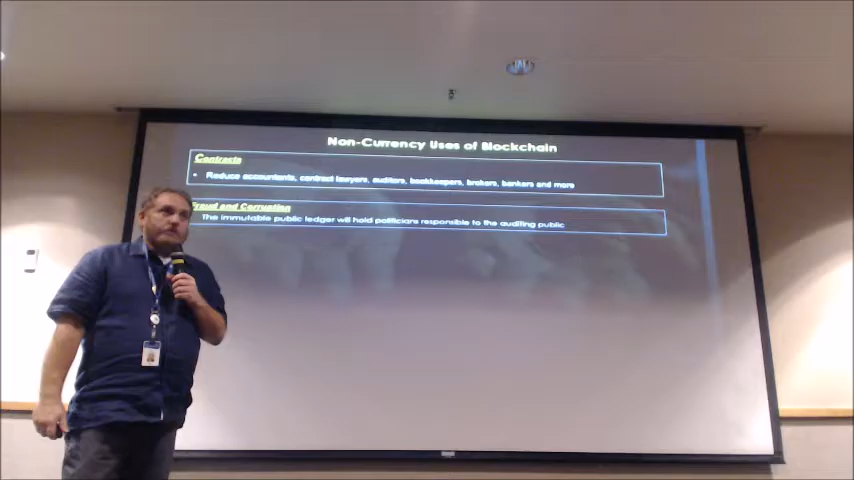 Non-Currency Uses of Blockchain
Contracts
• Reduce accountants, contract lawyers, auditors, bookkeepers, brokers, bankers and more
Fraud and Corruption
The immutable public ledger will hold politicians responsible to the auditing public